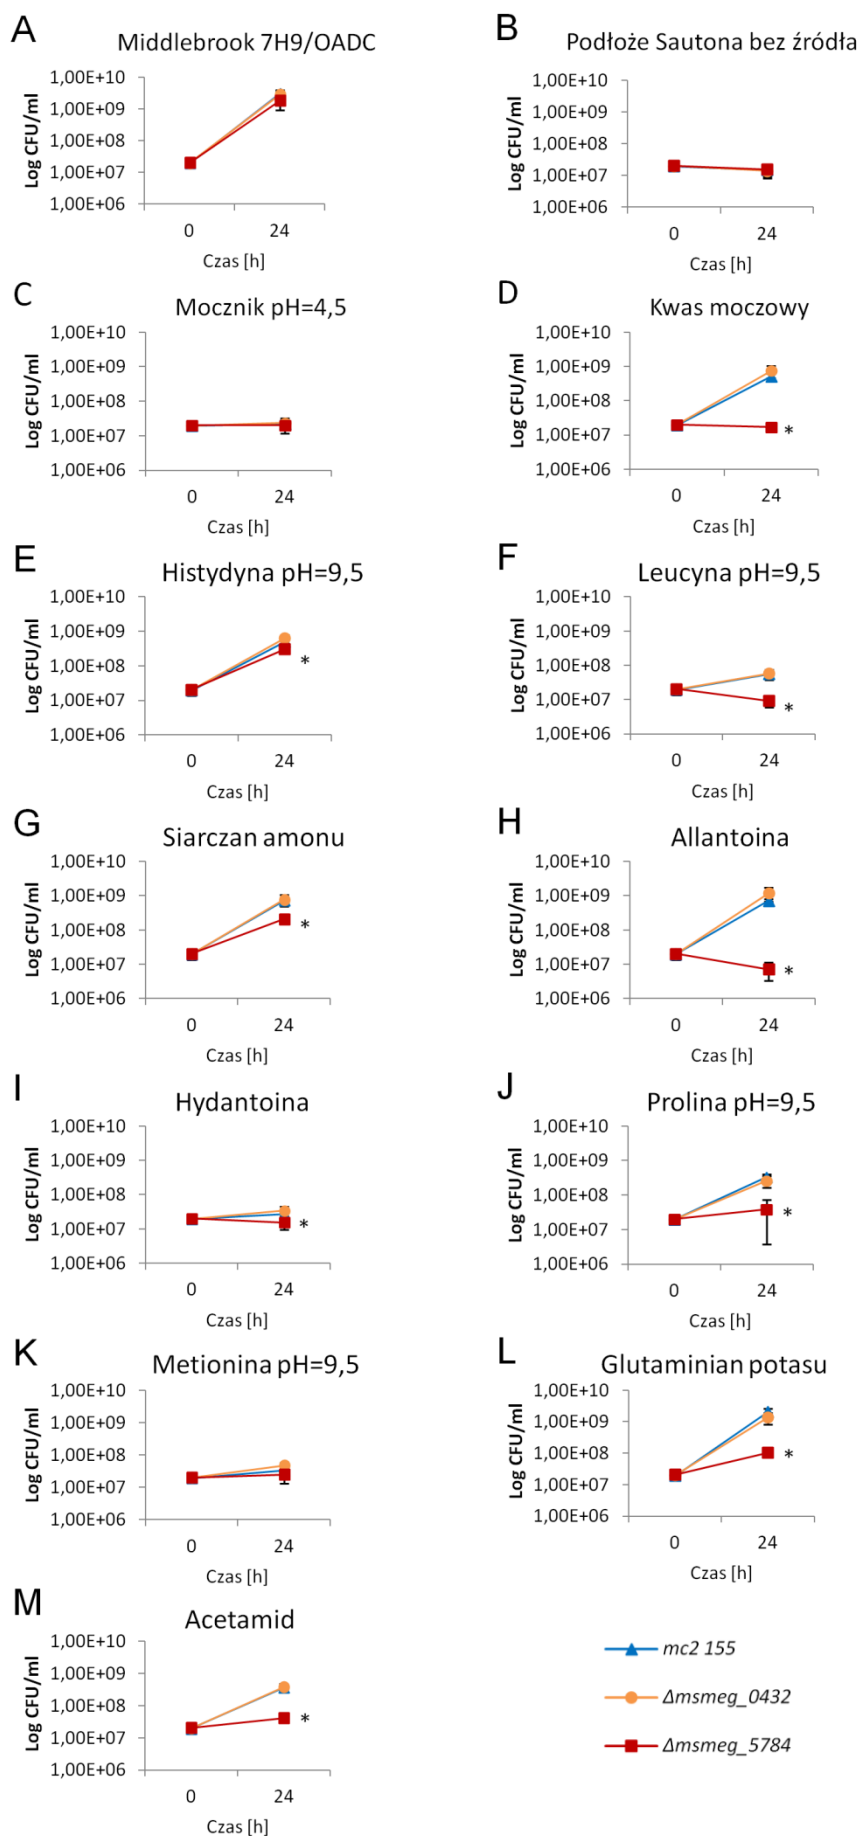 A
Middlebrook 7H9/OADC
1,00E+10
1,00E+09
1,00E+08
1,00E+07
1,00E+06
Log CFU/ml
0 24
Czas [h]
B
Podłoże Sautona bez źródła
1,00E+10
1,00E+09
1,00E+08
1,00E+07
1,00E+06
Log CFU/ml
0 24
Czas [h]
C
Mocznik pH=4,5
1,00E+10
1,00E+09
1,00E+08
1,00E+07
1,00E+06
Log CFU/ml
0 24
Czas [h]
D
Kwas moczowy
1,00E+10
1,00E+09
1,00E+08
1,00E+07
1,00E+06
Log CFU/ml
*
0 24
Czas [h]
E
Histydyna pH=9,5
1,00E+10
1,00E+09
1,00E+08
1,00E+07
1,00E+06
Log CFU/ml
*
0 24
Czas [h]
F
Leucyna pH=9,5
1,00E+10
1,00E+09
1,00E+08
1,00E+07
1,00E+06
Log CFU/ml
*
0 24
Czas [h]
G
Siarczan amonu
1,00E+10
1,00E+09
1,00E+08
1,00E+07
1,00E+06
Log CFU/ml
*
0 24
Czas [h]
H
Allantoina
1,00E+10
1,00E+09
1,00E+08
1,00E+07
1,00E+06
Log CFU/ml
*
0 24
Czas [h]
I
Hydantoina
1,00E+10
1,00E+09
1,00E+08
1,00E+07
1,00E+06
Log CFU/ml
*
0 24
Czas [h]
J
Prolina pH=9,5
1,00E+10
1,00E+09
1,00E+08
1,00E+07
1,00E+06
Log CFU/ml
*
0 24
Czas [h]
K
Metionina pH=9,5
1,00E+10
1,00E+09
1,00E+08
1,00E+07
1,00E+06
Log CFU/ml
0 24
Czas [h]
L
Glutaminian potasu
1,00E+10
1,00E+09
1,00E+08
1,00E+07
1,00E+06
Log CFU/ml
*
0 24
Czas [h]
M
Acetamid
1,00E+10
1,00E+09
1,00E+08
1,00E+07
1,00E+06
Log CFU/ml
*
0 24
Czas [h]
mc2 155
Δmsmeg_0432
Δmsmeg_5784